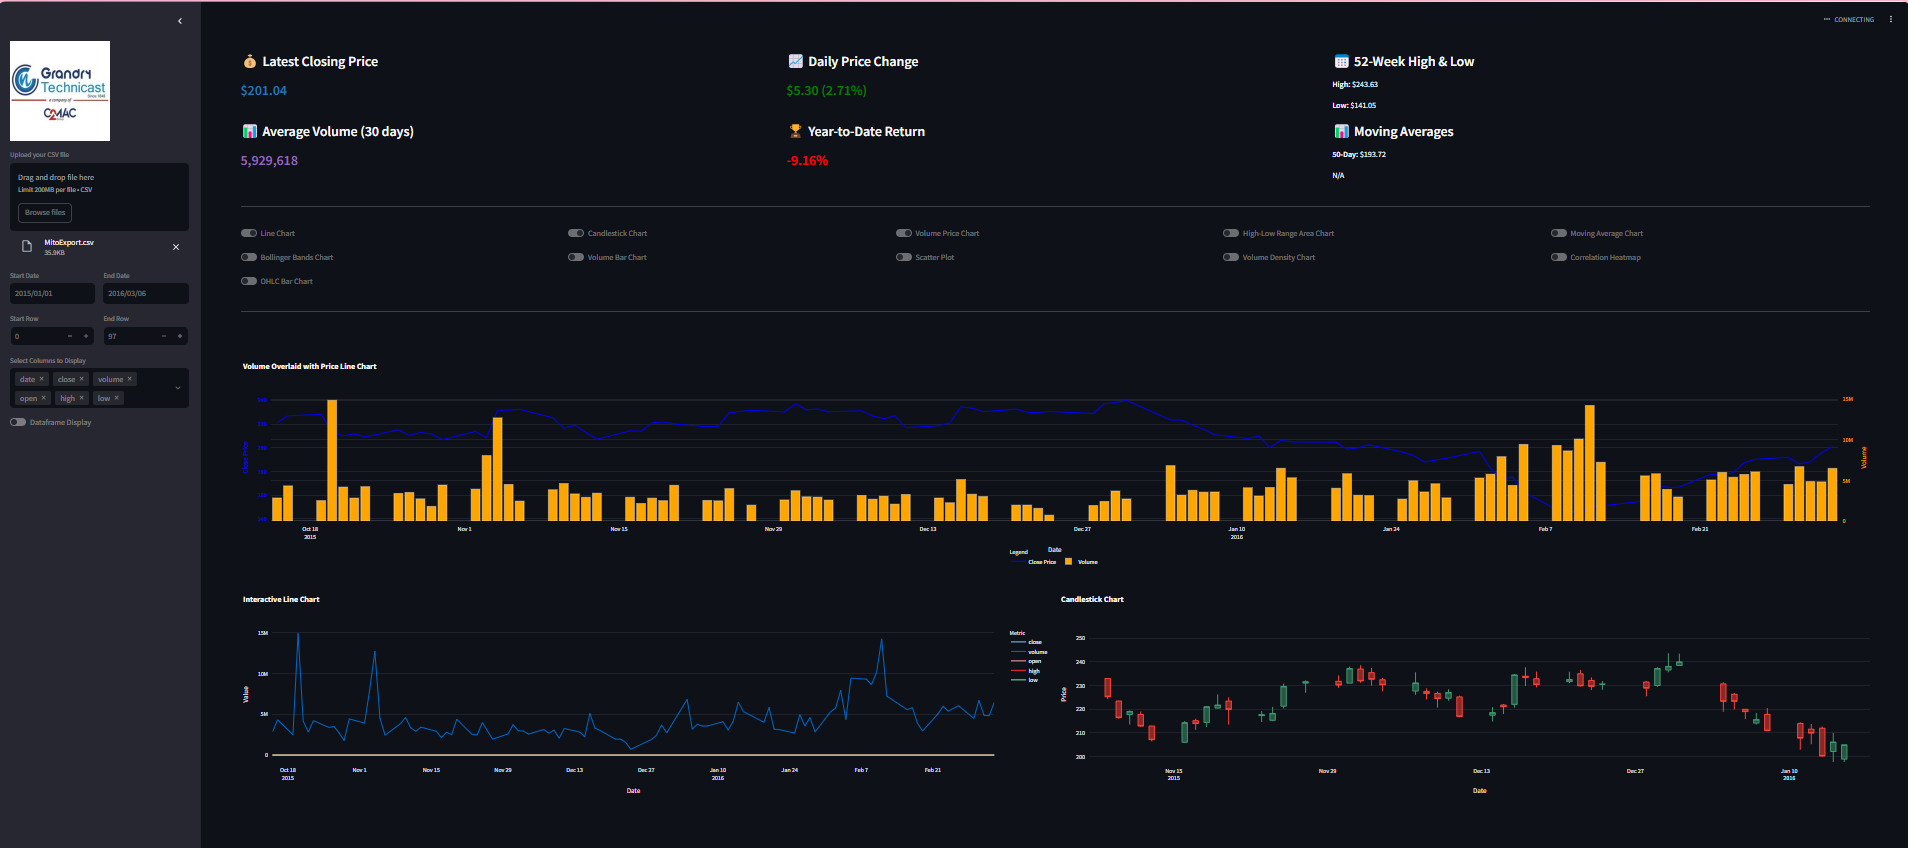 CONNECTING
Grandry
Technicast
Since 1848
a company of
C2MAC
Upload your CSV file
Drag and drop file here
Limit 200MB per file • CSV
Browse files
MitoExport.csv
35.9KB
Start Date
End Date
2015/01/01
2016/03/06
Start Row
End Row
0
97
Select Columns to Display
date
close
volume
open
high
low
Dataframe Display
Latest Closing Price
$201.04
Daily Price Change
$5.30 (2.71%)
52-Week High & Low
High: $243.63
Low: $141.05
Average Volume (30 days)
5,929,618
Year-to-Date Return
-9.16%
Moving Averages
50-Day: $193.72
N/A
Line Chart
Candlestick Chart
Volume Price Chart
High-Low Range Area Chart
Moving Average Chart
Bollinger Bands Chart
Volume Bar Chart
Scatter Plot
Volume Density Chart
Correlation Heatmap
OHLC Bar Chart
Volume Overlaid with Price Line Chart
Close Price
15M
10M
5M
0
Volume
Oct 18
2015
Nov 1
Nov 15
Nov 29
Dec 13
Dec 27
Jan 10
2016
Jan 24
Feb 7
Feb 21
Date
Legend
Close Price
Volume
Interactive Line Chart
15M
10M
5M
0
Value
Oct 18
2015
Nov 1
Nov 15
Nov 29
Dec 13
Dec 27
Jan 10
2016
Jan 24
Feb 7
Feb 21
Date
Metric
close
volume
open
high
low
Candlestick Chart
250
240
230
220
210
200
Price
Nov 15
2015
Nov 29
Dec 13
Dec 27
Jan 10
2016
Date